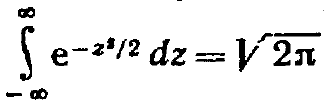 ∫_{-∞}^{∞} e^{-z²/2} dz = √2π